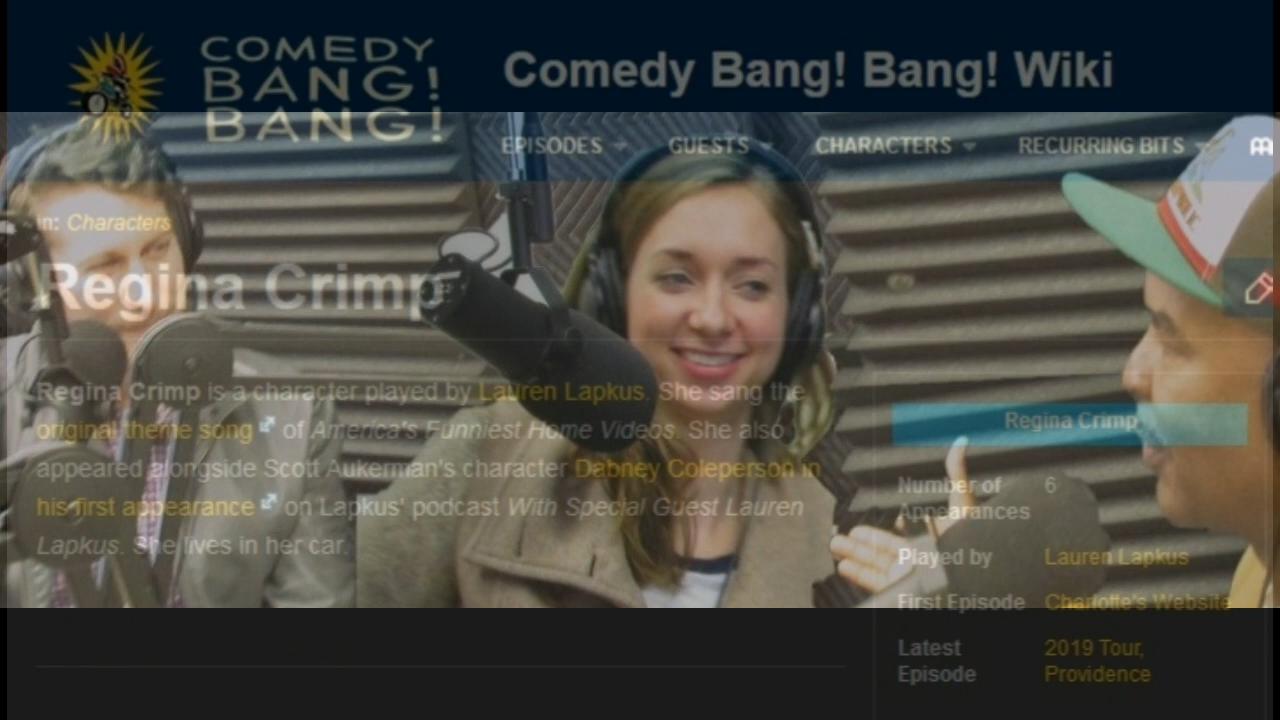 COMEDY
BANG!
BANG!
Comedy Bang! Bang! Wiki
EPISODES
GUESTS
CHARACTERS
RECURRING BITS
in: Characters
Regina Crimp
Regina Crimp is a character played by Lauren Lapkus. She sang the
original theme song of America's Funniest Home Videos. She also
appeared alongside Scott Aukerman's character Dabney Coleperson in
his first appearance on Lapkus' podcast With Special Guest Lauren
Lapkus. She lives in her car.
Regina Crimp
Number of 6
Appearances
Played by Lauren Lapkus
First Episode Charlotte's Website
Latest 2019 Tour,
Episode Providence